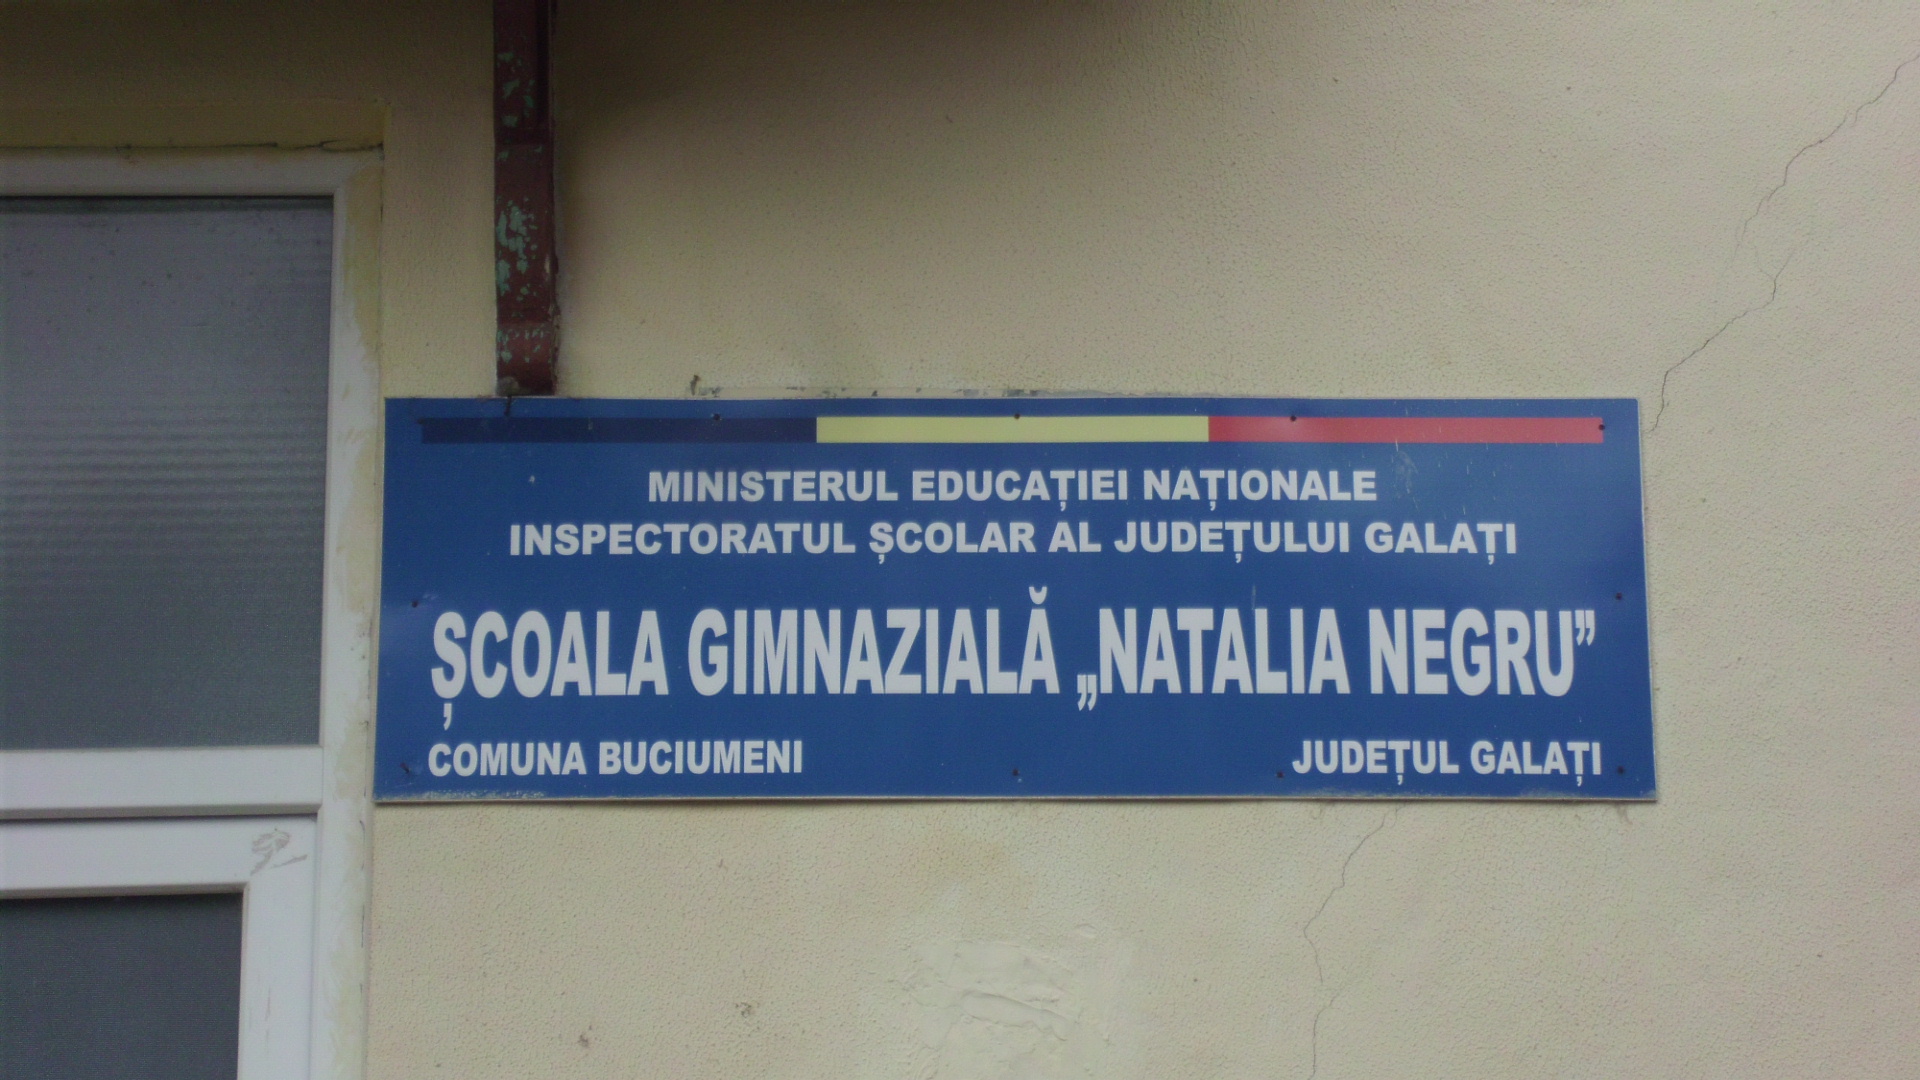 MINISTERUL EDUCAȚIEI NAȚIONALE
INSPECTORATUL ȘCOLAR AL JUDEȚULUI GALAȚI
ȘCOALA GIMNAZIALĂ „NATALIA NEGRU”
COMUNA BUCIUMENI
JUDEȚUL GALAȚI